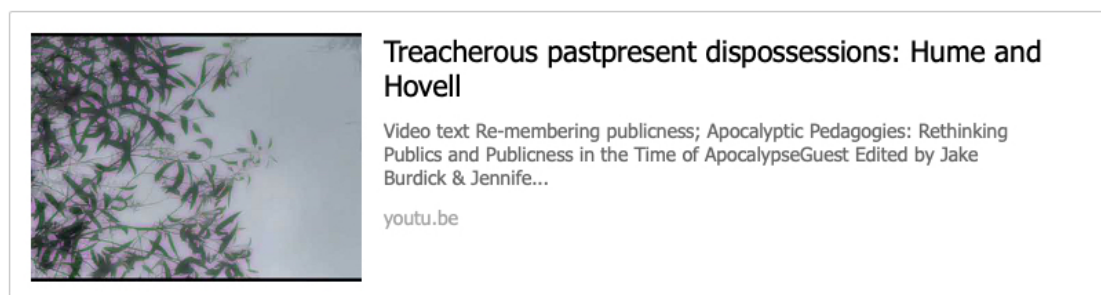 Treacherous pastpresent dispossessions: Hume and
Hovell
Video text Re-membering publicness; Apocalyptic Pedagogies: Rethinking
Publics and Publicness in the Time of ApocalypseGuest Edited by Jake
Burdick & Jennife...
youtu.be